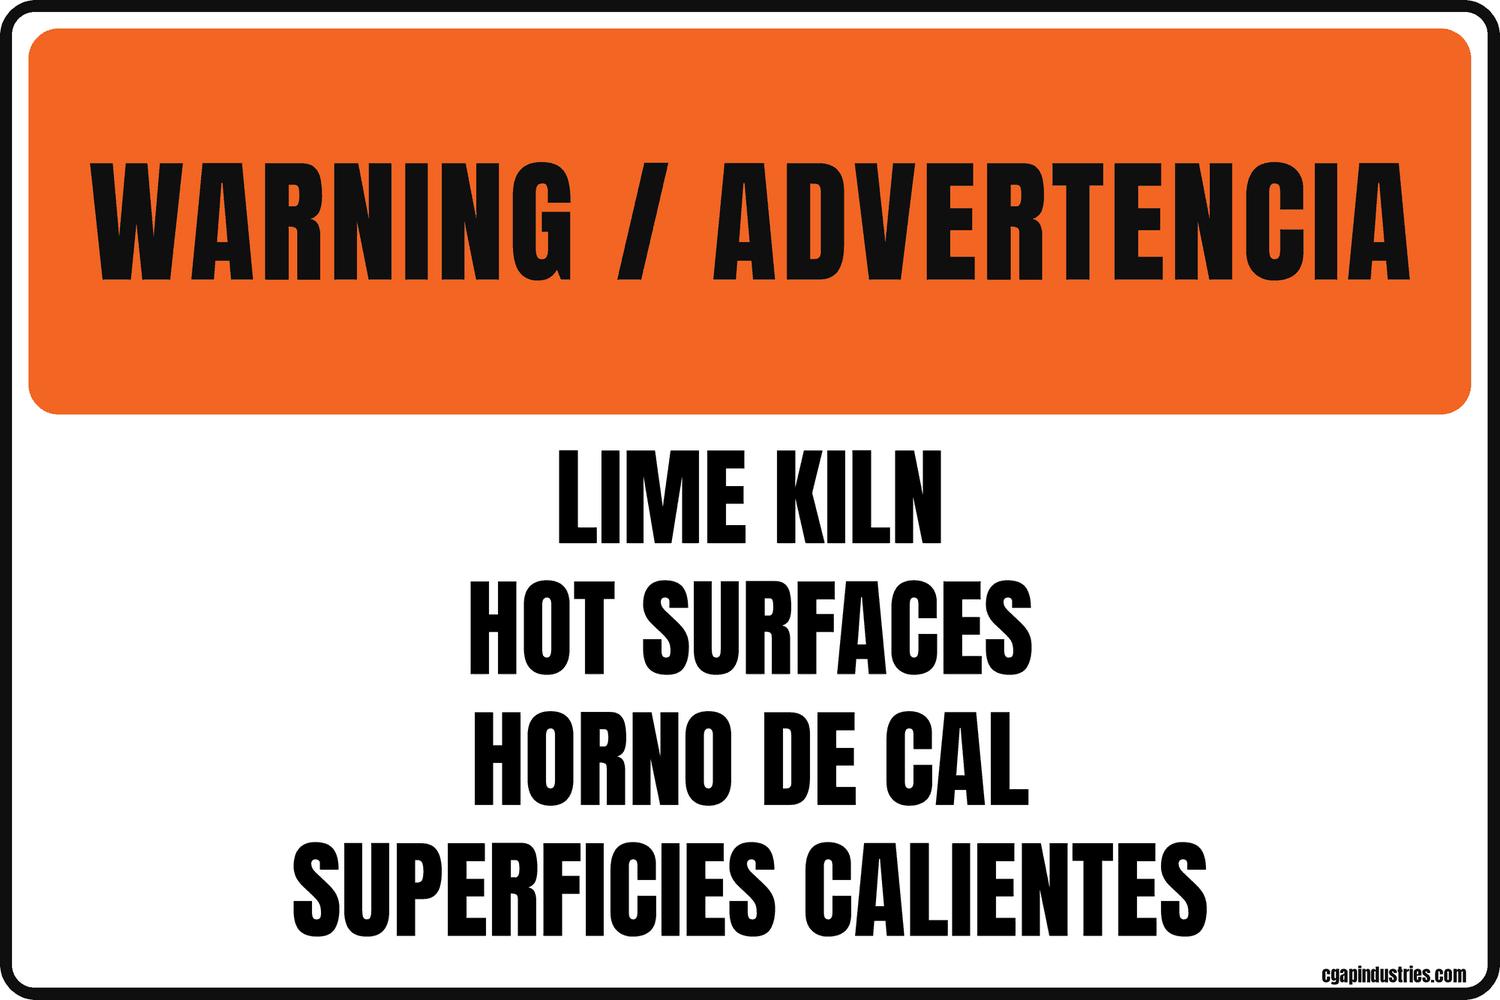 WARNING / ADVERTENCIA
LIME KILN
HOT SURFACES
HORNO DE CAL
SUPERFICIES CALIENTES
cgapindustries.com